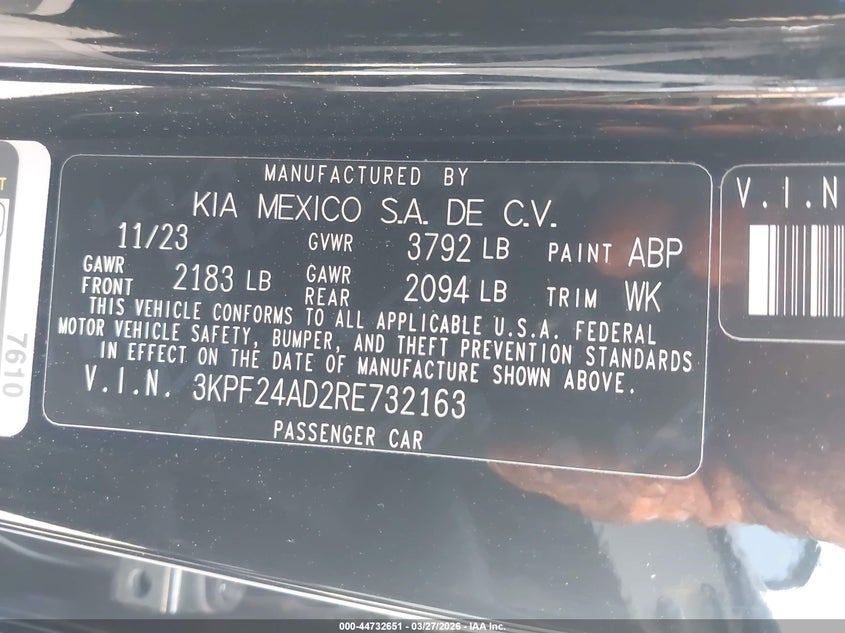 MANUFACTURED BY
KIA MEXICO S.A. DE C.V.
11/23 GVWR 3792 LB PAINT ABP
GAWR FRONT 2183 LB GAWR REAR 2094 LB TRIM WK
THIS VEHICLE CONFORMS TO ALL APPLICABLE U.S.A. FEDERAL
MOTOR VEHICLE SAFETY, BUMPER, AND THEFT PREVENTION STANDARDS
IN EFFECT ON THE DATE OF MANUFACTURE SHOWN ABOVE.
V.I.N. 3KPF24AD2RE732163
PASSENGER CAR
V.I.N
7610
000-44732651 - 03/27/2026 - IAA Inc.